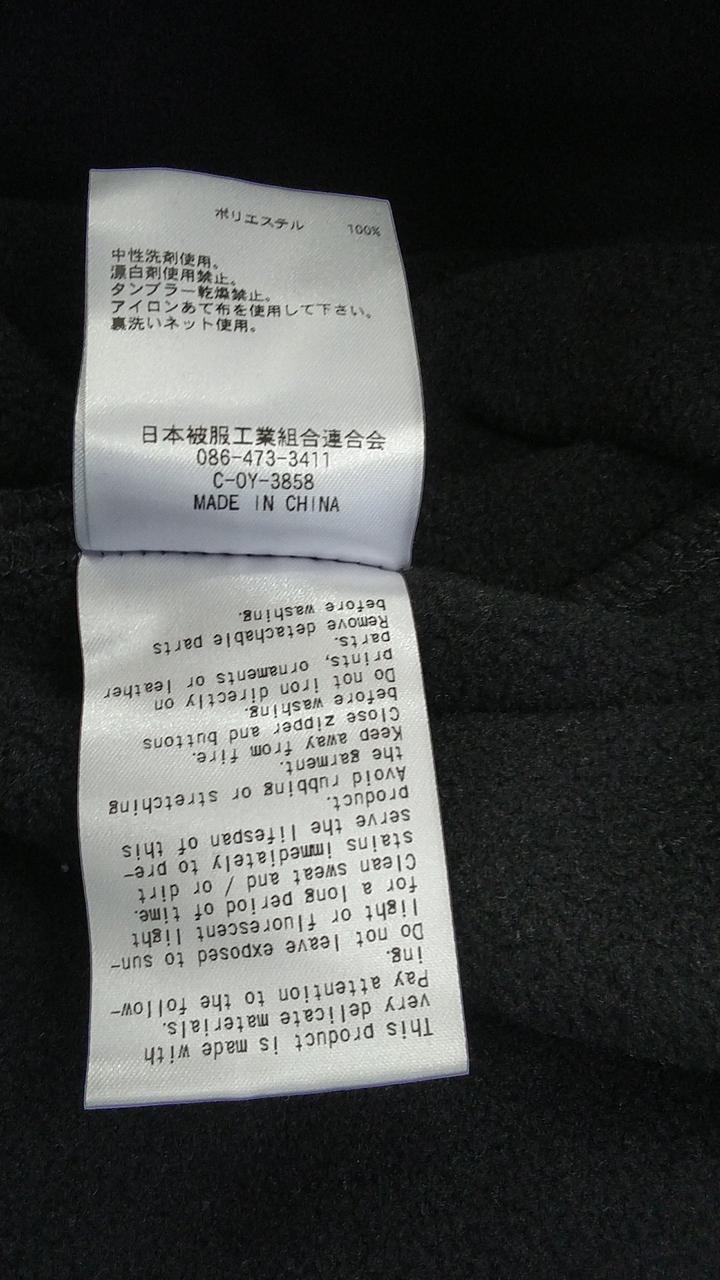 ポリエステル 100%
中性洗剤使用。
漂白剤使用禁止。
タンブラー乾燥禁止。
アイロンあて布を使用して下さい。
裏洗いネット使用。
日本被服工業組合連合会
086-473-3411
C-OY-3858
MADE IN CHINA
This product is made with
very delicate materials.
Pay attention to the follow-
ing.
Do not leave exposed to sun-
light or fluorescent light
for a long period of time.
Clean sweat and / or dirt
stains immediately to pre-
serve the lifespan of this
product.
Avoid rubbing or stretching
the garment.
Keep away from fire.
Close zipper and buttons
before washing.
Do not iron directly on
prints, ornaments or leather
parts.
Remove detachable parts
before washing.